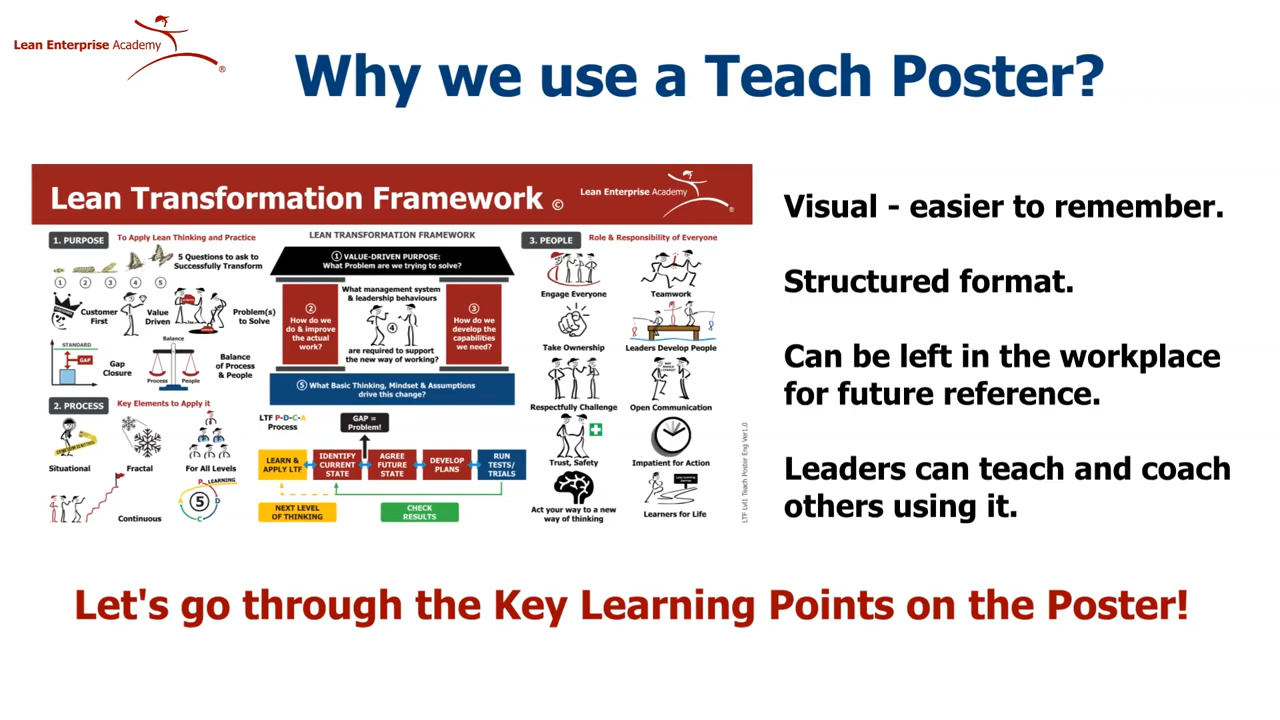 Lean Enterprise Academy
®
Why we use a Teach Poster?
Lean Transformation Framework ©
Lean Enterprise Academy
®
1. PURPOSE
To Apply Lean Thinking and Practice
5 Questions to ask to
Successfully Transform
1 2 3 4 5
Customer
First
Value
Driven
Problem(s)
to Solve
STANDARD
GAP
Gap
Closure
Balance
Process
People
Balance
of Process
& People
2. PROCESS
Key Elements to Apply it
Situational
Fractal
For All Levels
Continuous
P
LEARNING
5
C
LEAN TRANSFORMATION FRAMEWORK
1 VALUE-DRIVEN PURPOSE:
What Problem are we trying to solve?
2
How do we
do & improve
the actual
work?
What management system
& leadership behaviours
4
are required to support
the new way of working?
3
How do we
develop the
capabilities
we need?
5 What Basic Thinking, Mindset & Assumptions
drive this change?
LTF P-D-C-A
Process
GAP =
Problem!
LEARN &
APPLY LTF
IDENTIFY
CURRENT
STATE
AGREE
FUTURE
STATE
DEVELOP
PLANS
RUN
TESTS/
TRIALS
NEXT LEVEL
OF THINKING
CHECK
RESULTS
3. PEOPLE
Role & Responsibility of Everyone
Engage Everyone
Teamwork
Take Ownership
Leaders Develop People
Respectfully Challenge
Open Communication
Trust, Safety
Impatient for Action
Act your way to a new
way of thinking
Learners for Life
LTF Lvl1 Teach Poster Eng Ver1.0
Visual - easier to remember.
Structured format.
Can be left in the workplace
for future reference.
Leaders can teach and coach
others using it.
Let's go through the Key Learning Points on the Poster!